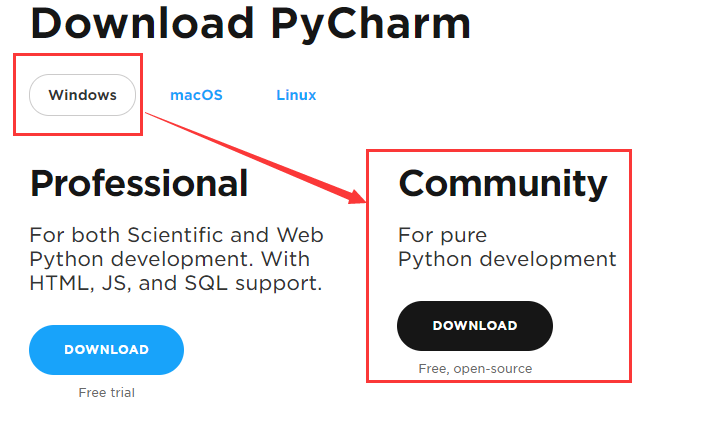 Download PyCharm
Windows macOS Linux
Professional
For both Scientific and Web
Python development. With
HTML, JS, and SQL support.
DOWNLOAD
Free trial
Community
For pure
Python development
DOWNLOAD
Free, open-source